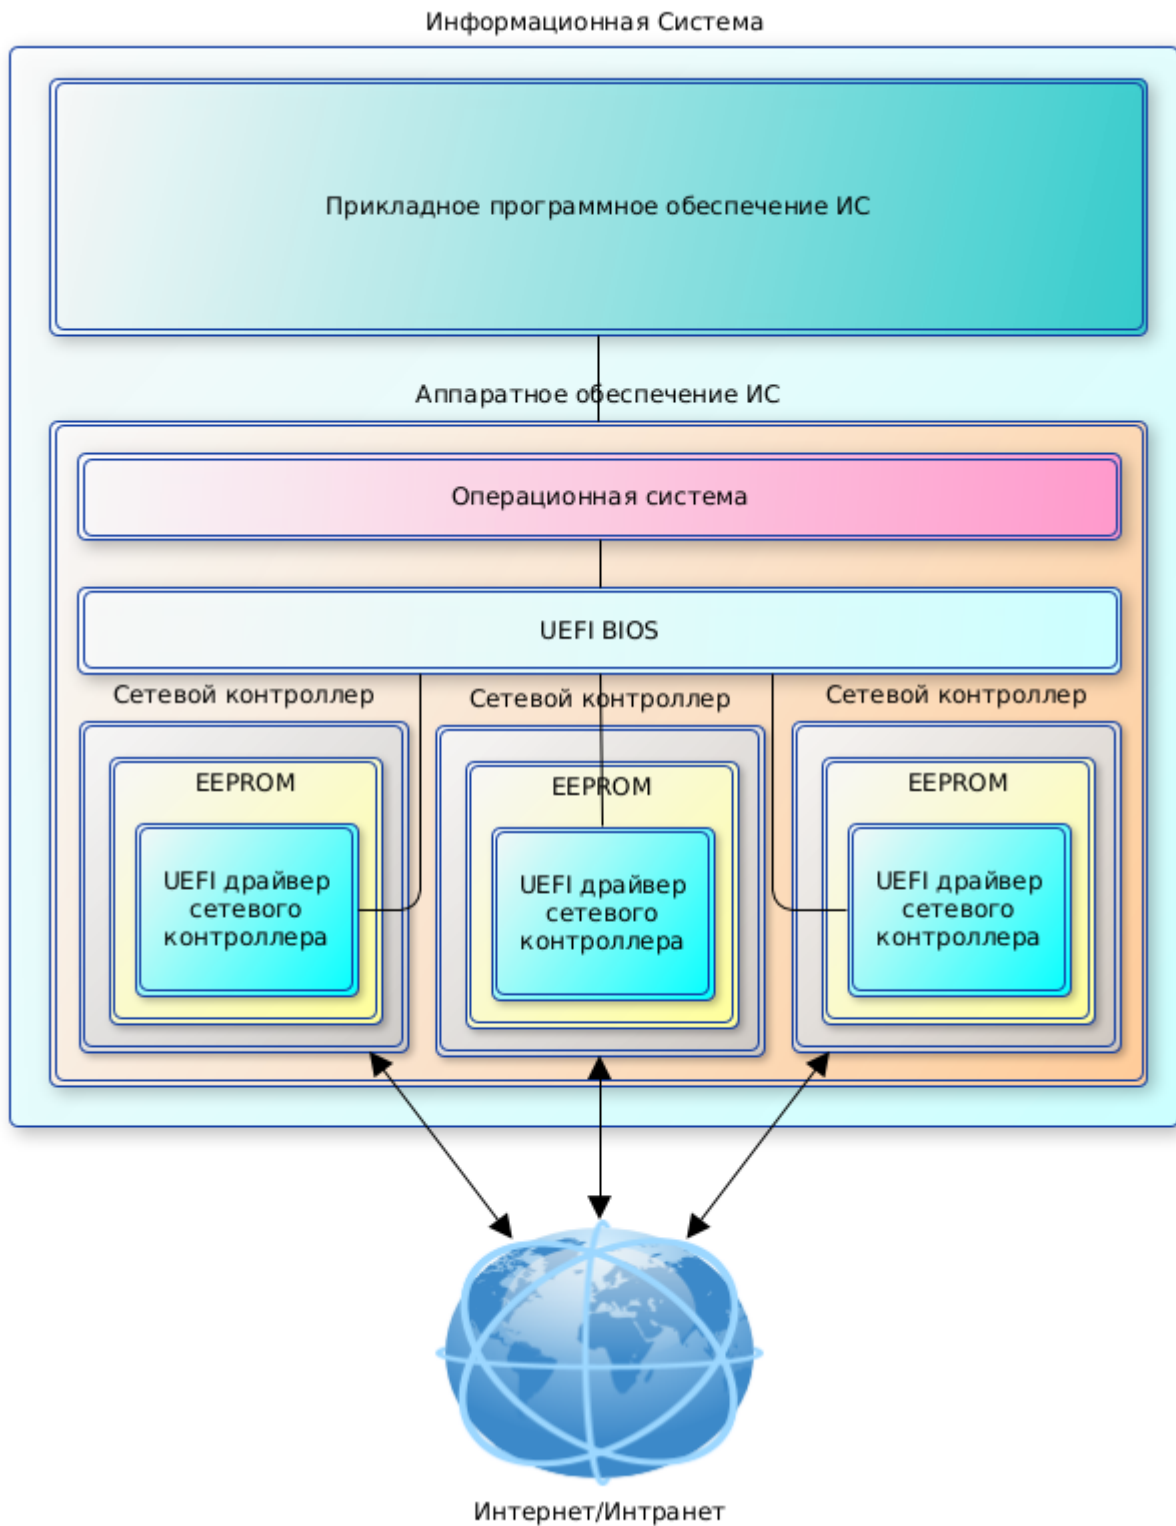 Информационная Система
Прикладное программное обеспечение ИС
Аппаратное обеспечение ИС
Операционная система
UEFI BIOS
Сетевой контроллер
Сетевой контроллер
Сетевой контроллер
EEPROM
EEPROM
EEPROM
UEFI драйвер
сетевого
контроллера
UEFI драйвер
сетевого
контроллера
UEFI драйвер
сетевого
контроллера
Интернет/Интранет